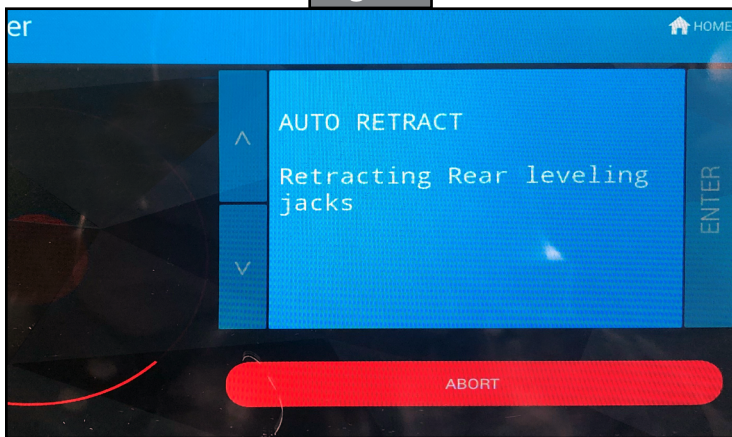 er
HOME
AUTO RETRACT
Retracting Rear leveling
jacks
ENTER
ABORT